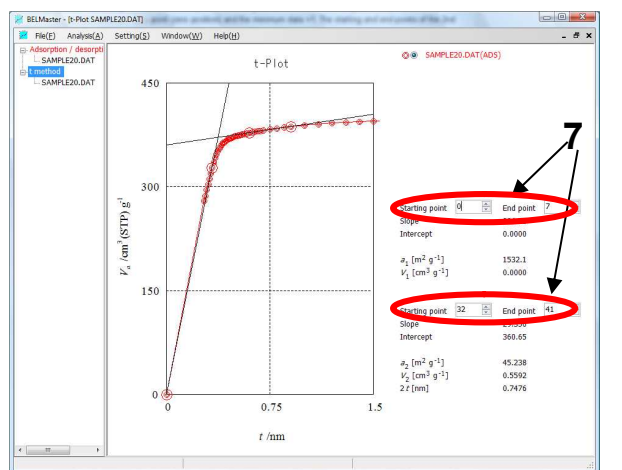 BELMaster - [t-Plot SAMPLE20.DAT]
File(F) Analysis(A) Setting(S) Window(W) Help(H)
Adsorption / desorpti
SAMPLE20.DAT
t method
SAMPLE20.DAT
t-Plot
SAMPLE20.DAT(ADS)
450
300
150
0
0 0.75 1.5
t /nm
Va /cm3 (STP) g-1
7
Starting point 0 End point 7
Slope
Intercept 0.0000
a1 [m2 g-1] 1532.1
V1 [cm3 g-1] 0.0000
Starting point 32 End point 41
Slope
Intercept 360.65
a2 [m2 g-1] 45.238
V2 [cm3 g-1] 0.5592
2t [nm] 0.7476